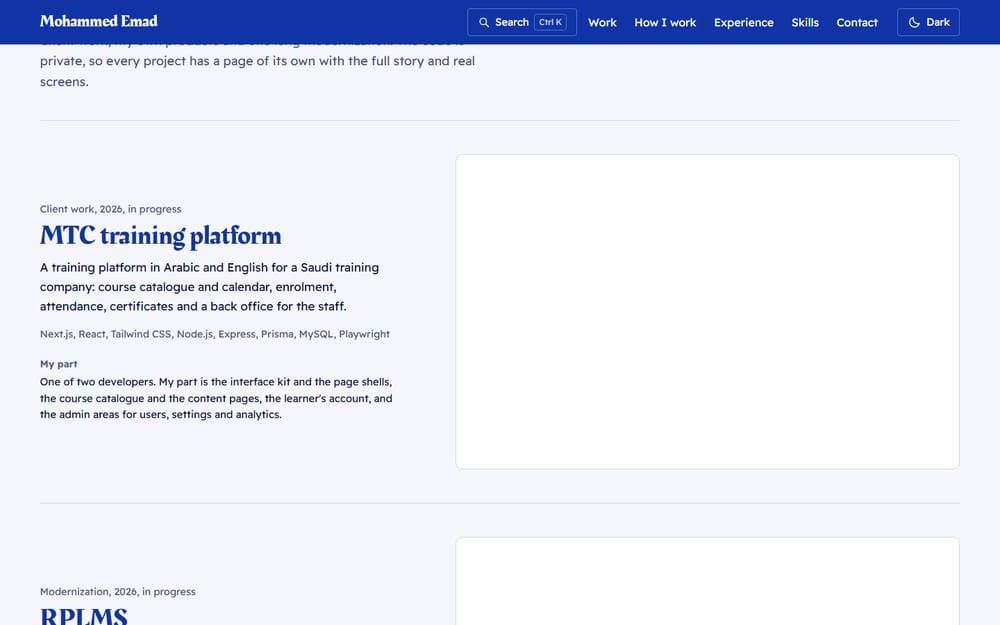 Mohammed Emad
Search Ctrl K Work How I work Experience Skills Contact Dark
private, so every project has a page of its own with the full story and real
screens.
Client work, 2026, in progress
MTC training platform
A training platform in Arabic and English for a Saudi training
company: course catalogue and calendar, enrolment,
attendance, certificates and a back office for the staff.
Next.js, React, Tailwind CSS, Node.js, Express, Prisma, MySQL, Playwright
My part
One of two developers. My part is the interface kit and the page shells,
the course catalogue and the content pages, the learner's account, and
the admin areas for users, settings and analytics.
Modernization, 2026, in progress
RPLMS